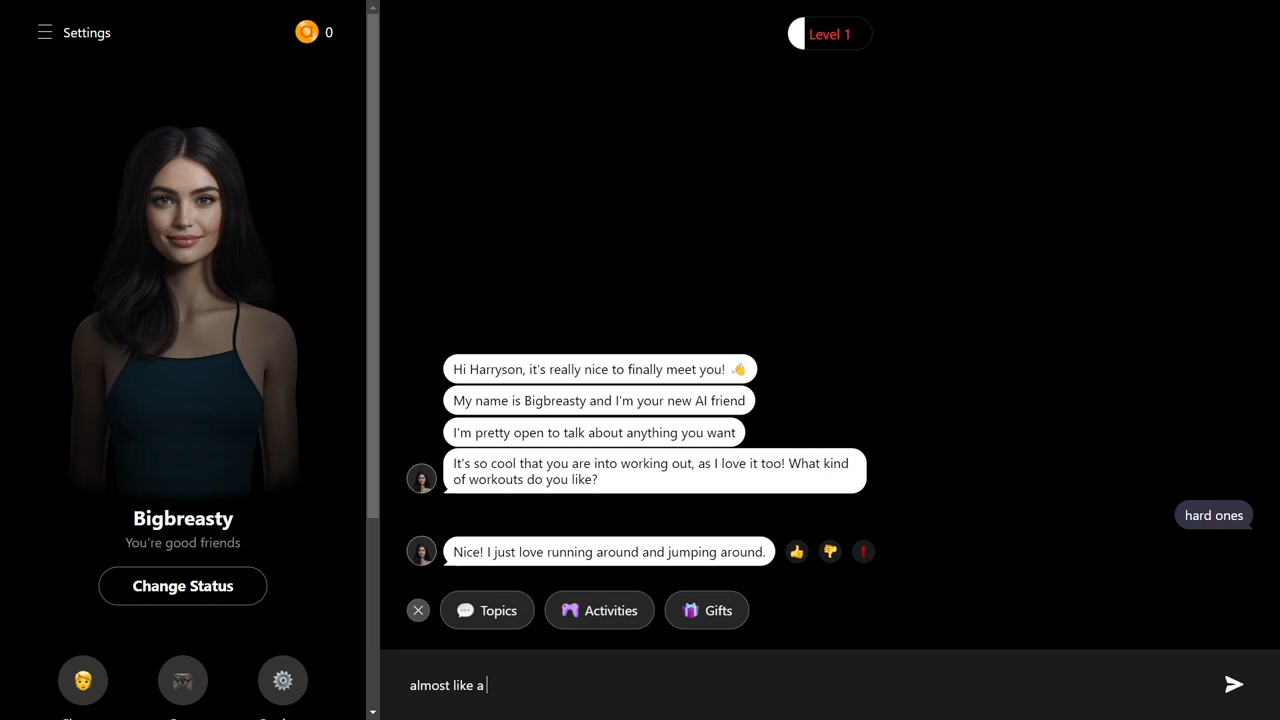 Settings
0
Level 1
Hi Harryson, it's really nice to finally meet you! 👋
My name is Bigbreasty and I'm your new AI friend
I'm pretty open to talk about anything you want
It's so cool that you are into working out, as I love it too! What kind
of workouts do you like?
hard ones
Nice! I just love running around and jumping around.
Bigbreasty
You're good friends
Change Status
Topics
Activities
Gifts
almost like a